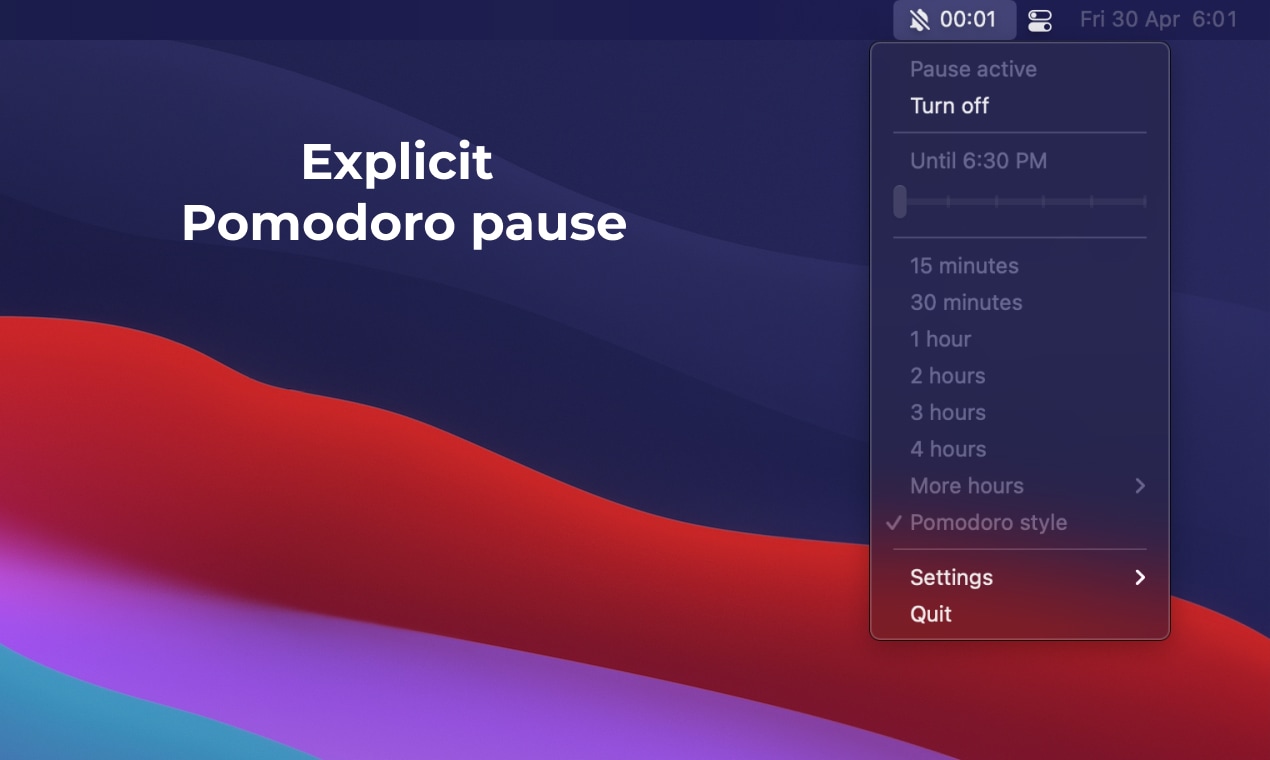 00:01 Fri 30 Apr 6:01
Pause active
Turn off
Explicit
Pomodoro pause
Until 6:30 PM
15 minutes
30 minutes
1 hour
2 hours
3 hours
4 hours
More hours
Pomodoro style
Settings
Quit